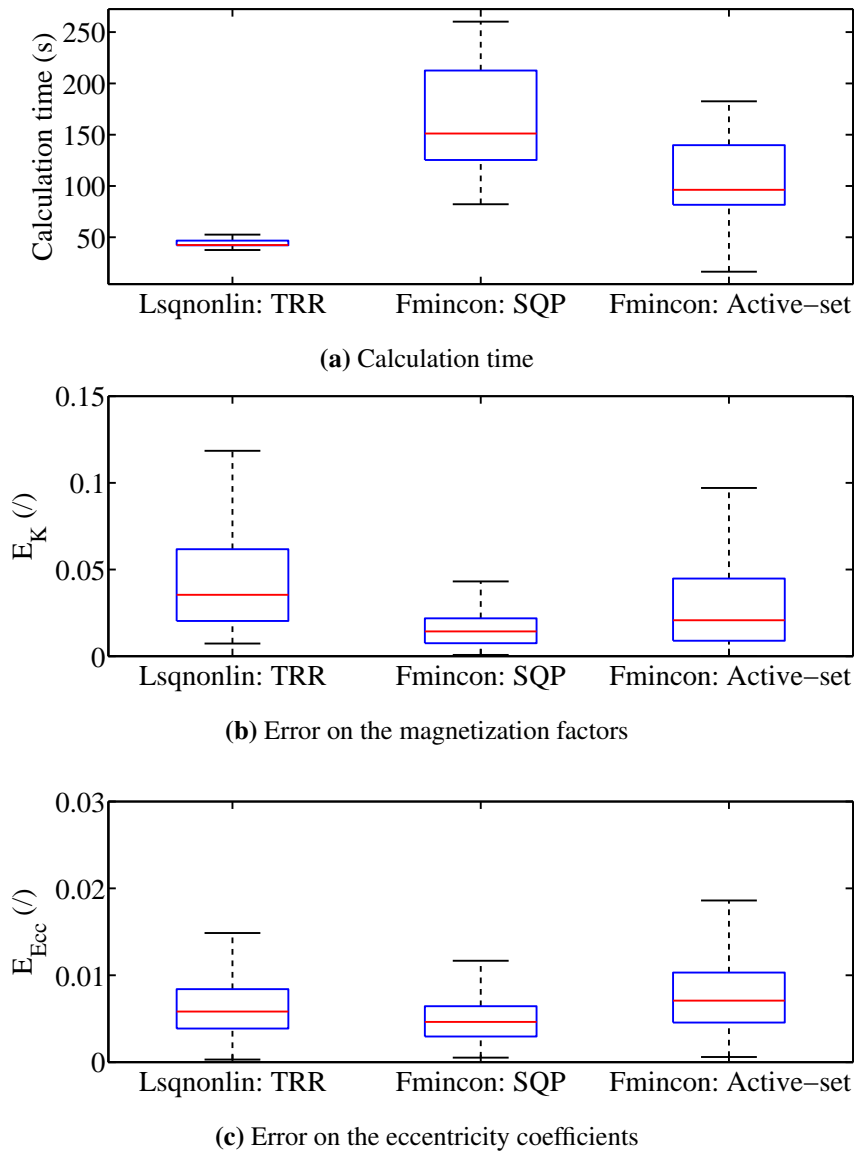 Calculation time (s)
250
200
150
100
50
Lsqnonlin: TRR Fmincon: SQP Fmincon: Active−set
(a) Calculation time
E_K (/)
0.15
0.1
0.05
0
Lsqnonlin: TRR Fmincon: SQP Fmincon: Active−set
(b) Error on the magnetization factors
E_Ecc (/)
0.03
0.02
0.01
0
Lsqnonlin: TRR Fmincon: SQP Fmincon: Active−set
(c) Error on the eccentricity coefficients